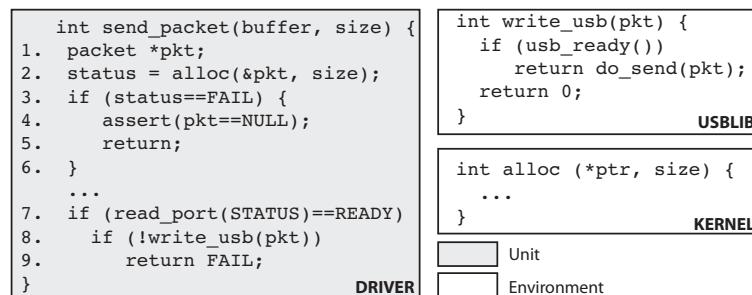 int send_packet(buffer, size) {
1. packet *pkt;
2. status = alloc(&pkt, size);
3. if (status==FAIL) {
4. assert(pkt==NULL);
5. return;
6. }
...
7. if (read_port(STATUS)==READY)
8. if (!write_usb(pkt))
9. return FAIL;
} DRIVER
int write_usb(pkt) {
if (usb_ready())
return do_send(pkt);
return 0;
} USBLIB
int alloc (*ptr, size) {
...
} KERNEL
Unit
Environment